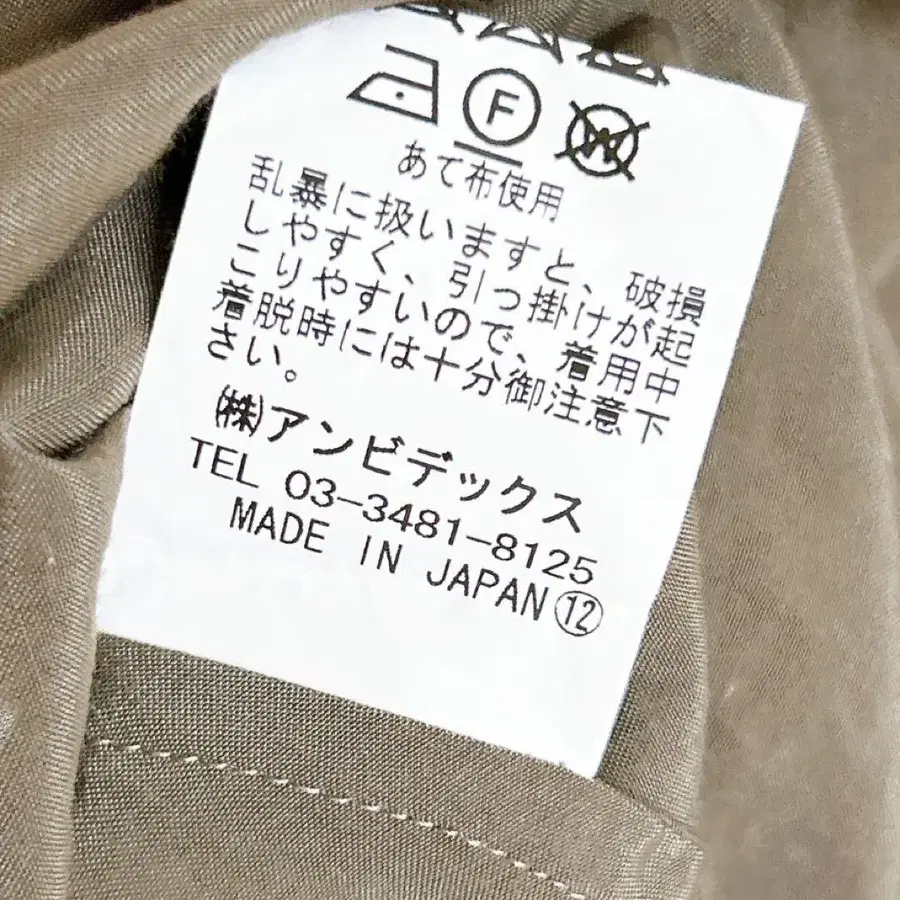 F W
あて布使用
乱暴に扱いますと、破損
しやすく、引っ掛けが起
こりやすいので、着用中
着脱時には十分御注意下
さい。
㈱アンビデックス
TEL 03-3481-8125
MADE IN JAPAN⑫